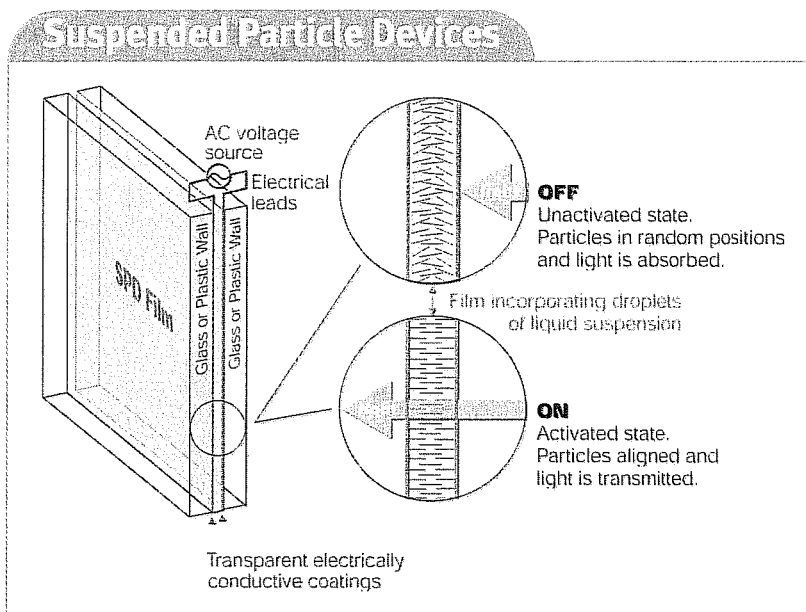 Suspended Particle Devices
AC voltage
source
Electrical
leads
SPD Film
Glass or Plastic Wall
Glass or Plastic Wall
OFF
Unactivated state.
Particles in random positions
and light is absorbed.
Film incorporating droplets
of liquid suspension
ON
Activated state.
Particles aligned and
light is transmitted.
Transparent electrically
conductive coatings